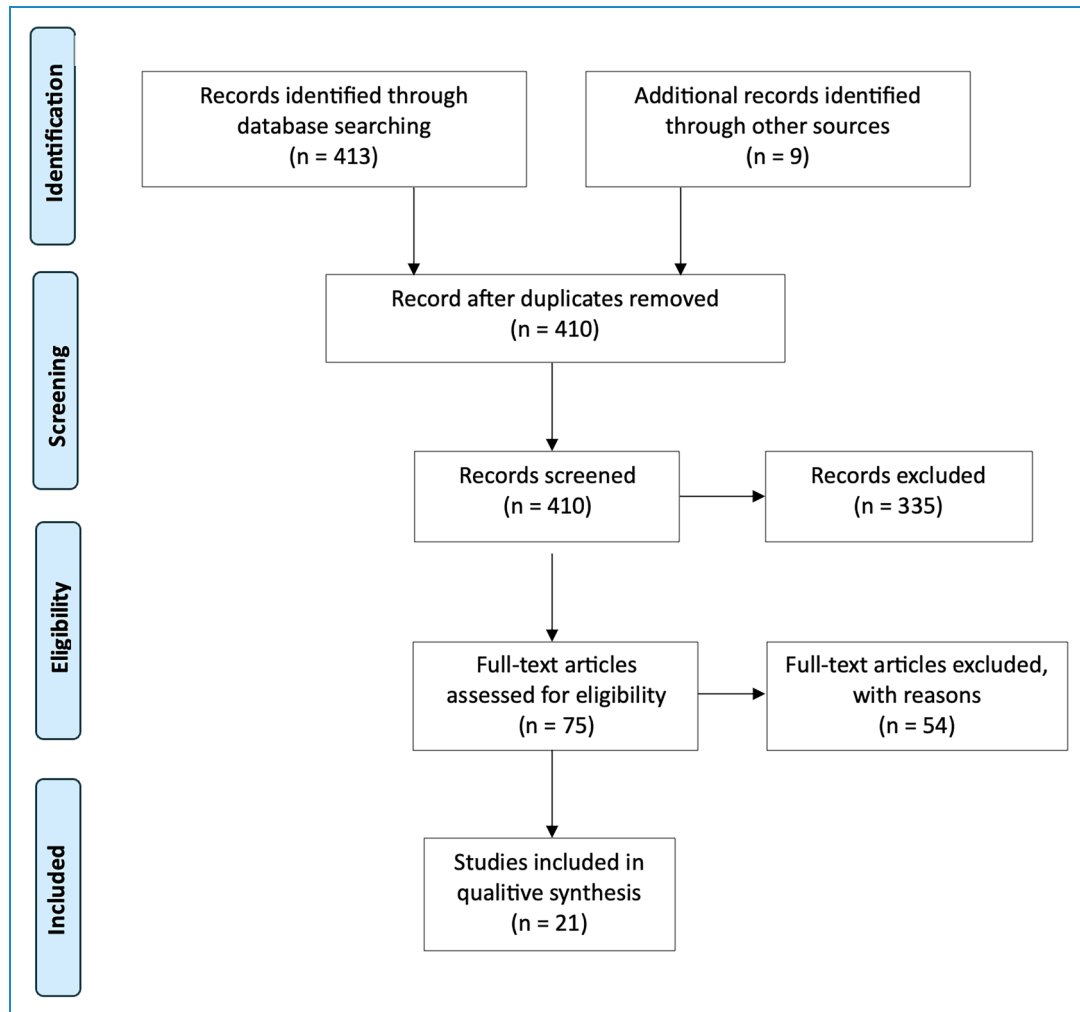 Identification
Records identified through
database searching
(n = 413)
Additional records identified
through other sources
(n = 9)
Record after duplicates removed
(n = 410)
Screening
Records screened
(n = 410)
Records excluded
(n = 335)
Eligibility
Full-text articles
assessed for eligibility
(n = 75)
Full-text articles excluded,
with reasons
(n = 54)
Included
Studies included in
qualitive synthesis
(n = 21)